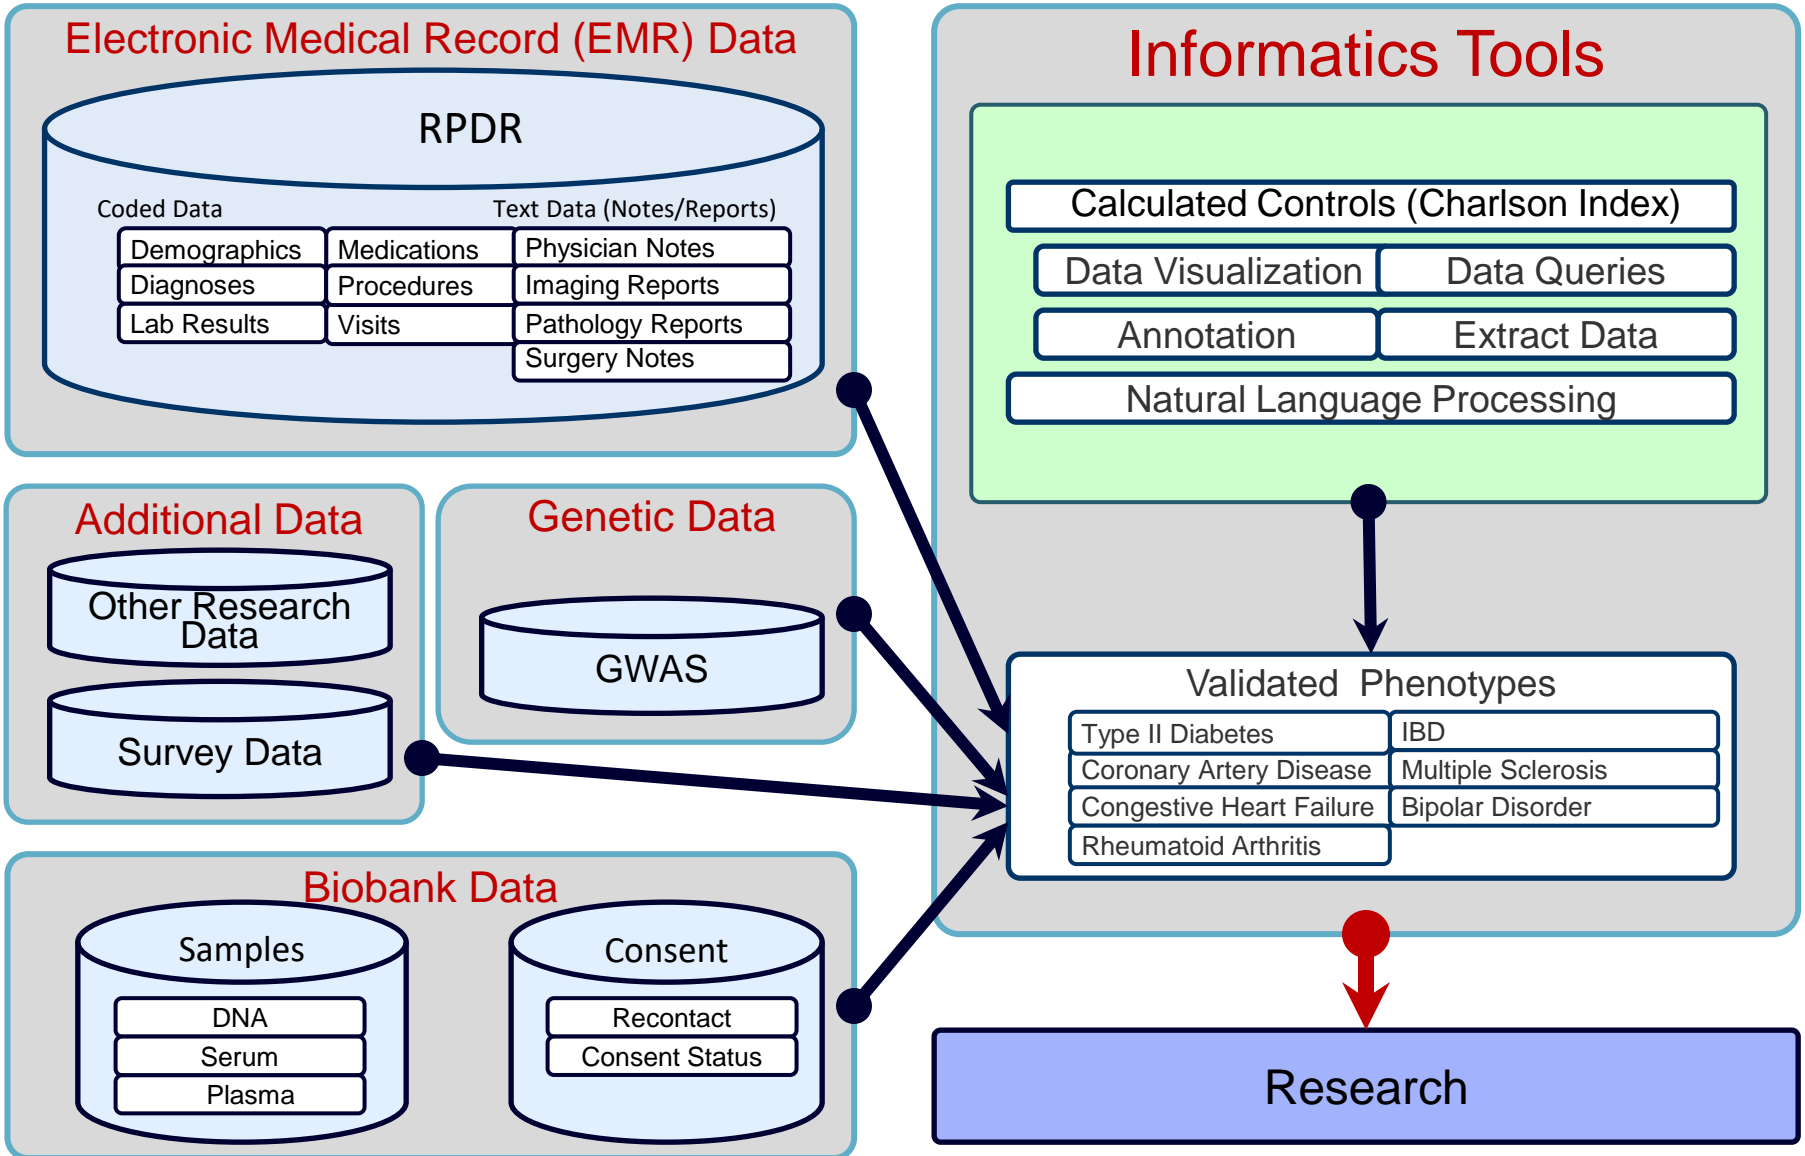 Electronic Medical Record (EMR) Data
RPDR
Coded Data
Text Data (Notes/Reports)
Demographics
Medications
Physician Notes
Diagnoses
Procedures
Imaging Reports
Lab Results
Visits
Pathology Reports
Surgery Notes
Additional Data
Other Research
Data
Survey Data
Genetic Data
GWAS
Biobank Data
Samples
DNA
Serum
Plasma
Consent
Recontact
Consent Status
Informatics Tools
Calculated Controls (Charlson Index)
Data Visualization
Data Queries
Annotation
Extract Data
Natural Language Processing
Validated Phenotypes
Type II Diabetes
IBD
Coronary Artery Disease
Multiple Sclerosis
Congestive Heart Failure
Bipolar Disorder
Rheumatoid Arthritis
Research